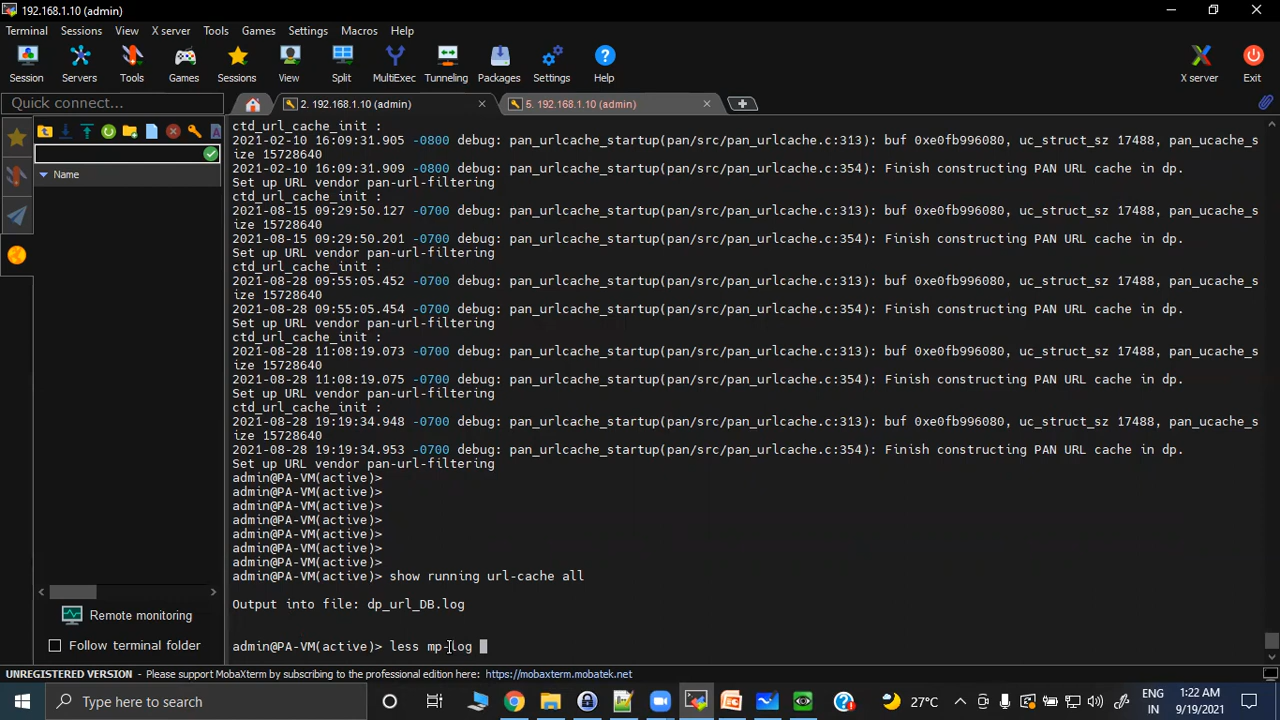 192.168.1.10 (admin)
Terminal Sessions View X server Tools Games Settings Macros Help
Session Servers Tools Games Sessions View Split MultiExec Tunneling Packages Settings Help X server Exit
Quick connect...
2. 192.168.1.10 (admin)
5. 192.168.1.10 (admin)
Name
ctd_url_cache_init :
2021-02-10 16:09:31.905 -0800 debug: pan_urlcache_startup(pan/src/pan_urlcache.c:313): buf 0xe0fb996080, uc_struct_sz 17488, pan_ucache_s
ize 15728640
2021-02-10 16:09:31.909 -0800 debug: pan_urlcache_startup(pan/src/pan_urlcache.c:354): Finish constructing PAN URL cache in dp.
Set up URL vendor pan-url-filtering
ctd_url_cache_init :
2021-08-15 09:29:50.127 -0700 debug: pan_urlcache_startup(pan/src/pan_urlcache.c:313): buf 0xe0fb996080, uc_struct_sz 17488, pan_ucache_s
ize 15728640
2021-08-15 09:29:50.201 -0700 debug: pan_urlcache_startup(pan/src/pan_urlcache.c:354): Finish constructing PAN URL cache in dp.
Set up URL vendor pan-url-filtering
ctd_url_cache_init :
2021-08-28 09:55:05.452 -0700 debug: pan_urlcache_startup(pan/src/pan_urlcache.c:313): buf 0xe0fb996080, uc_struct_sz 17488, pan_ucache_s
ize 15728640
2021-08-28 09:55:05.454 -0700 debug: pan_urlcache_startup(pan/src/pan_urlcache.c:354): Finish constructing PAN URL cache in dp.
Set up URL vendor pan-url-filtering
ctd_url_cache_init :
2021-08-28 11:08:19.073 -0700 debug: pan_urlcache_startup(pan/src/pan_urlcache.c:313): buf 0xe0fb996080, uc_struct_sz 17488, pan_ucache_s
ize 15728640
2021-08-28 11:08:19.075 -0700 debug: pan_urlcache_startup(pan/src/pan_urlcache.c:354): Finish constructing PAN URL cache in dp.
Set up URL vendor pan-url-filtering
ctd_url_cache_init :
2021-08-28 19:19:34.948 -0700 debug: pan_urlcache_startup(pan/src/pan_urlcache.c:313): buf 0xe0fb996080, uc_struct_sz 17488, pan_ucache_s
ize 15728640
2021-08-28 19:19:34.953 -0700 debug: pan_urlcache_startup(pan/src/pan_urlcache.c:354): Finish constructing PAN URL cache in dp.
Set up URL vendor pan-url-filtering
admin@PA-VM(active)>
admin@PA-VM(active)>
admin@PA-VM(active)>
admin@PA-VM(active)>
admin@PA-VM(active)>
admin@PA-VM(active)>
admin@PA-VM(active)>
admin@PA-VM(active)> show running url-cache all
Output into file: dp_url_DB.log
admin@PA-VM(active)> less mp-log
Remote monitoring
Follow terminal folder
UNREGISTERED VERSION - Please support MobaXterm by subscribing to the professional edition here: https://mobaxterm.mobatek.net
Type here to search
27°C
ENG
IN
1:22 AM
9/19/2021